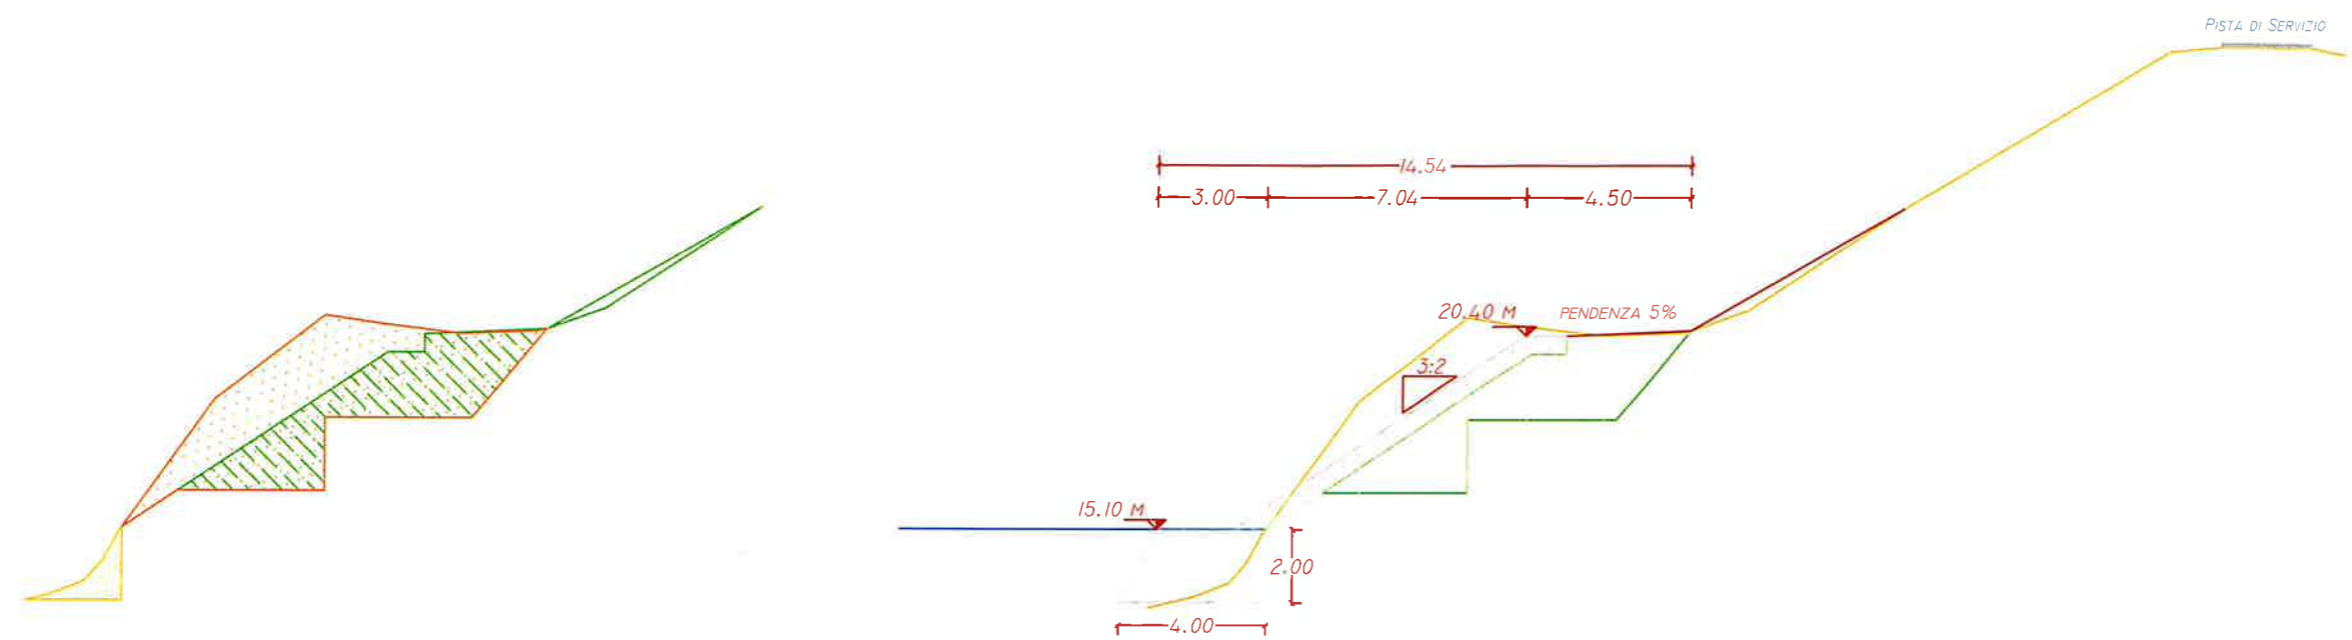 PISTA DI SERVIZIO
14.54
3.00 7.04 4.50
20.40 M PENDENZA 5%
3:2
15.10 M
2.00
4.00